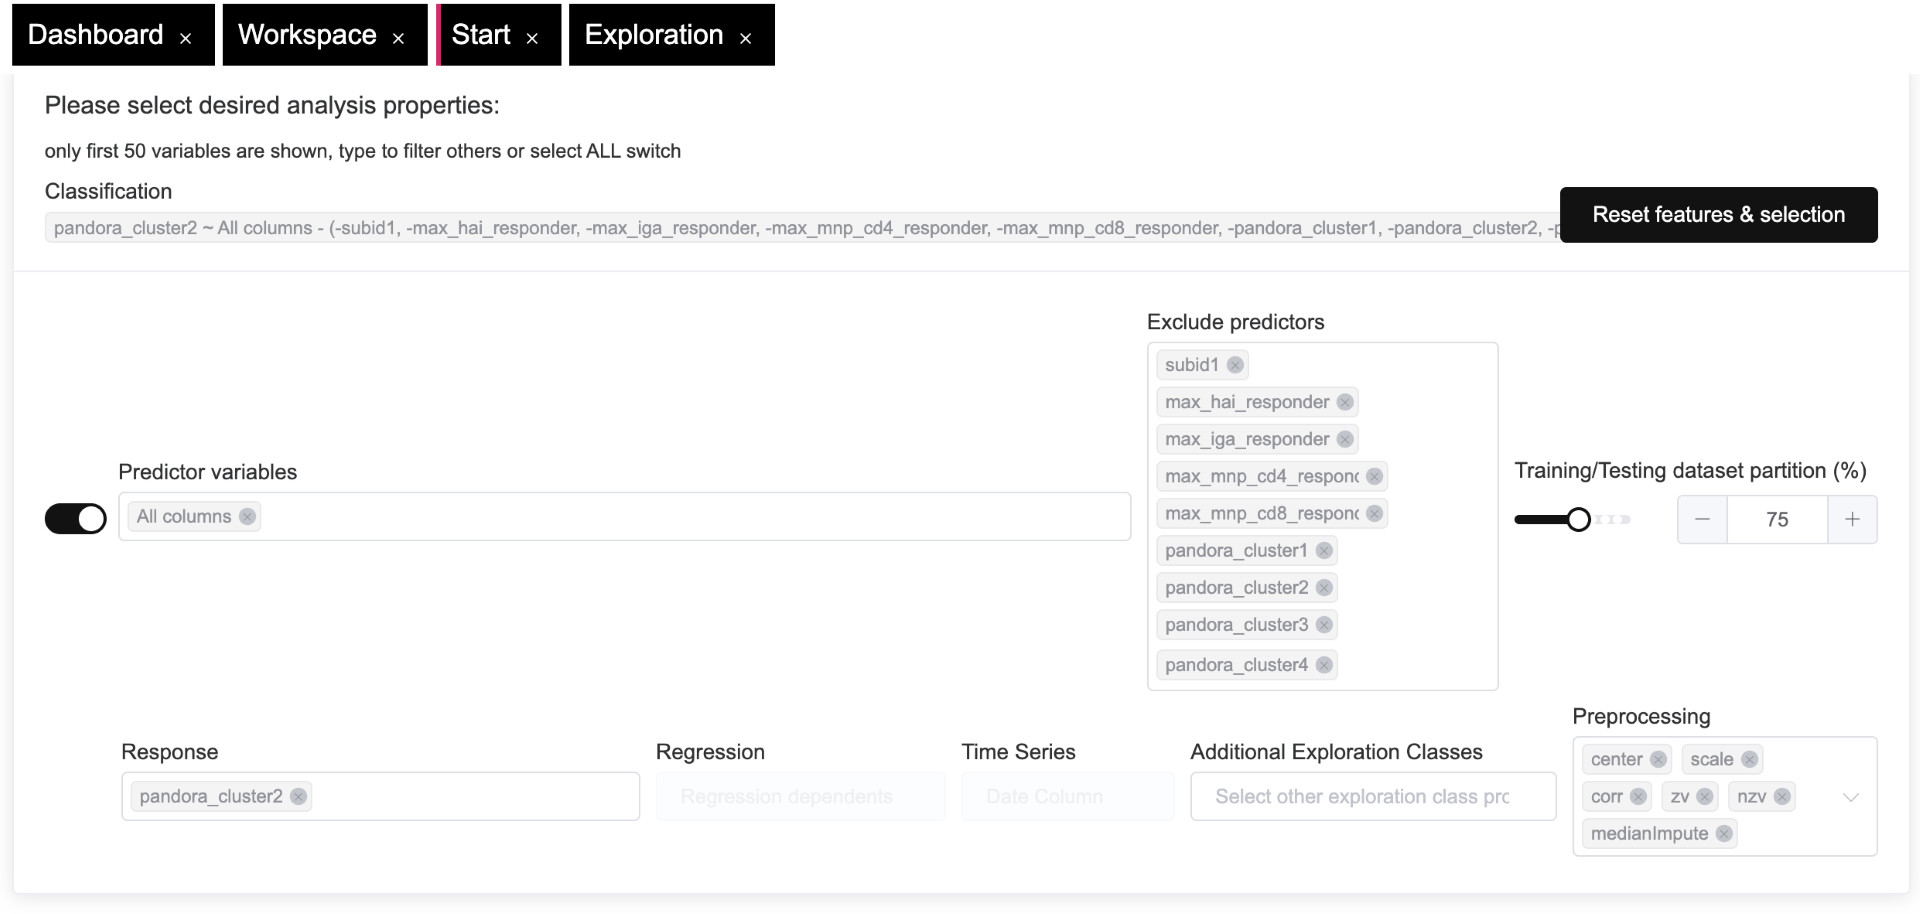 Dashboard × Workspace × Start × Exploration ×
Please select desired analysis properties:
only first 50 variables are shown, type to filter others or select ALL switch
Classification
pandora_cluster2 ~ All columns - (-subid1, -max_hai_responder, -max_iga_responder, -max_mnp_cd4_responder, -max_mnp_cd8_responder, -pandora_cluster1, -pandora_cluster2, -p
Reset features & selection
Exclude predictors
subid1
max_hai_responder
max_iga_responder
max_mnp_cd4_respond
max_mnp_cd8_respond
pandora_cluster1
pandora_cluster2
pandora_cluster3
pandora_cluster4
Predictor variables
All columns
Training/Testing dataset partition (%)
− 75 +
Response
pandora_cluster2
Regression
Regression dependents
Time Series
Date Column
Additional Exploration Classes
Select other exploration class pro
Preprocessing
center scale
corr zv nzv
medianImpute